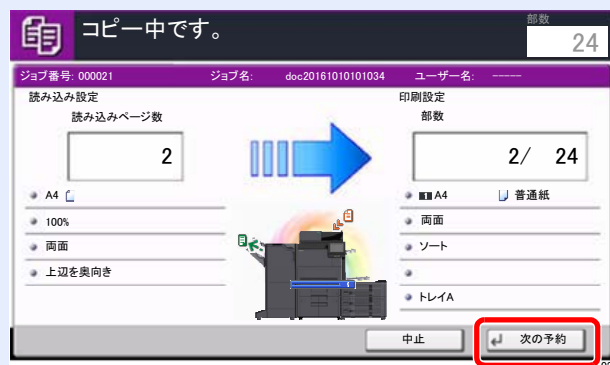 コピー中です。
部数
24
ジョブ番号: 000021 ジョブ名: doc20161010101034 ユーザー名: -----
読み込み設定 印刷設定
読み込みページ数 部数
2 2/ 24
A4 A4 普通紙
100% 両面
両面 ソート
上辺を奥向き
トレイA
中止 次の予約